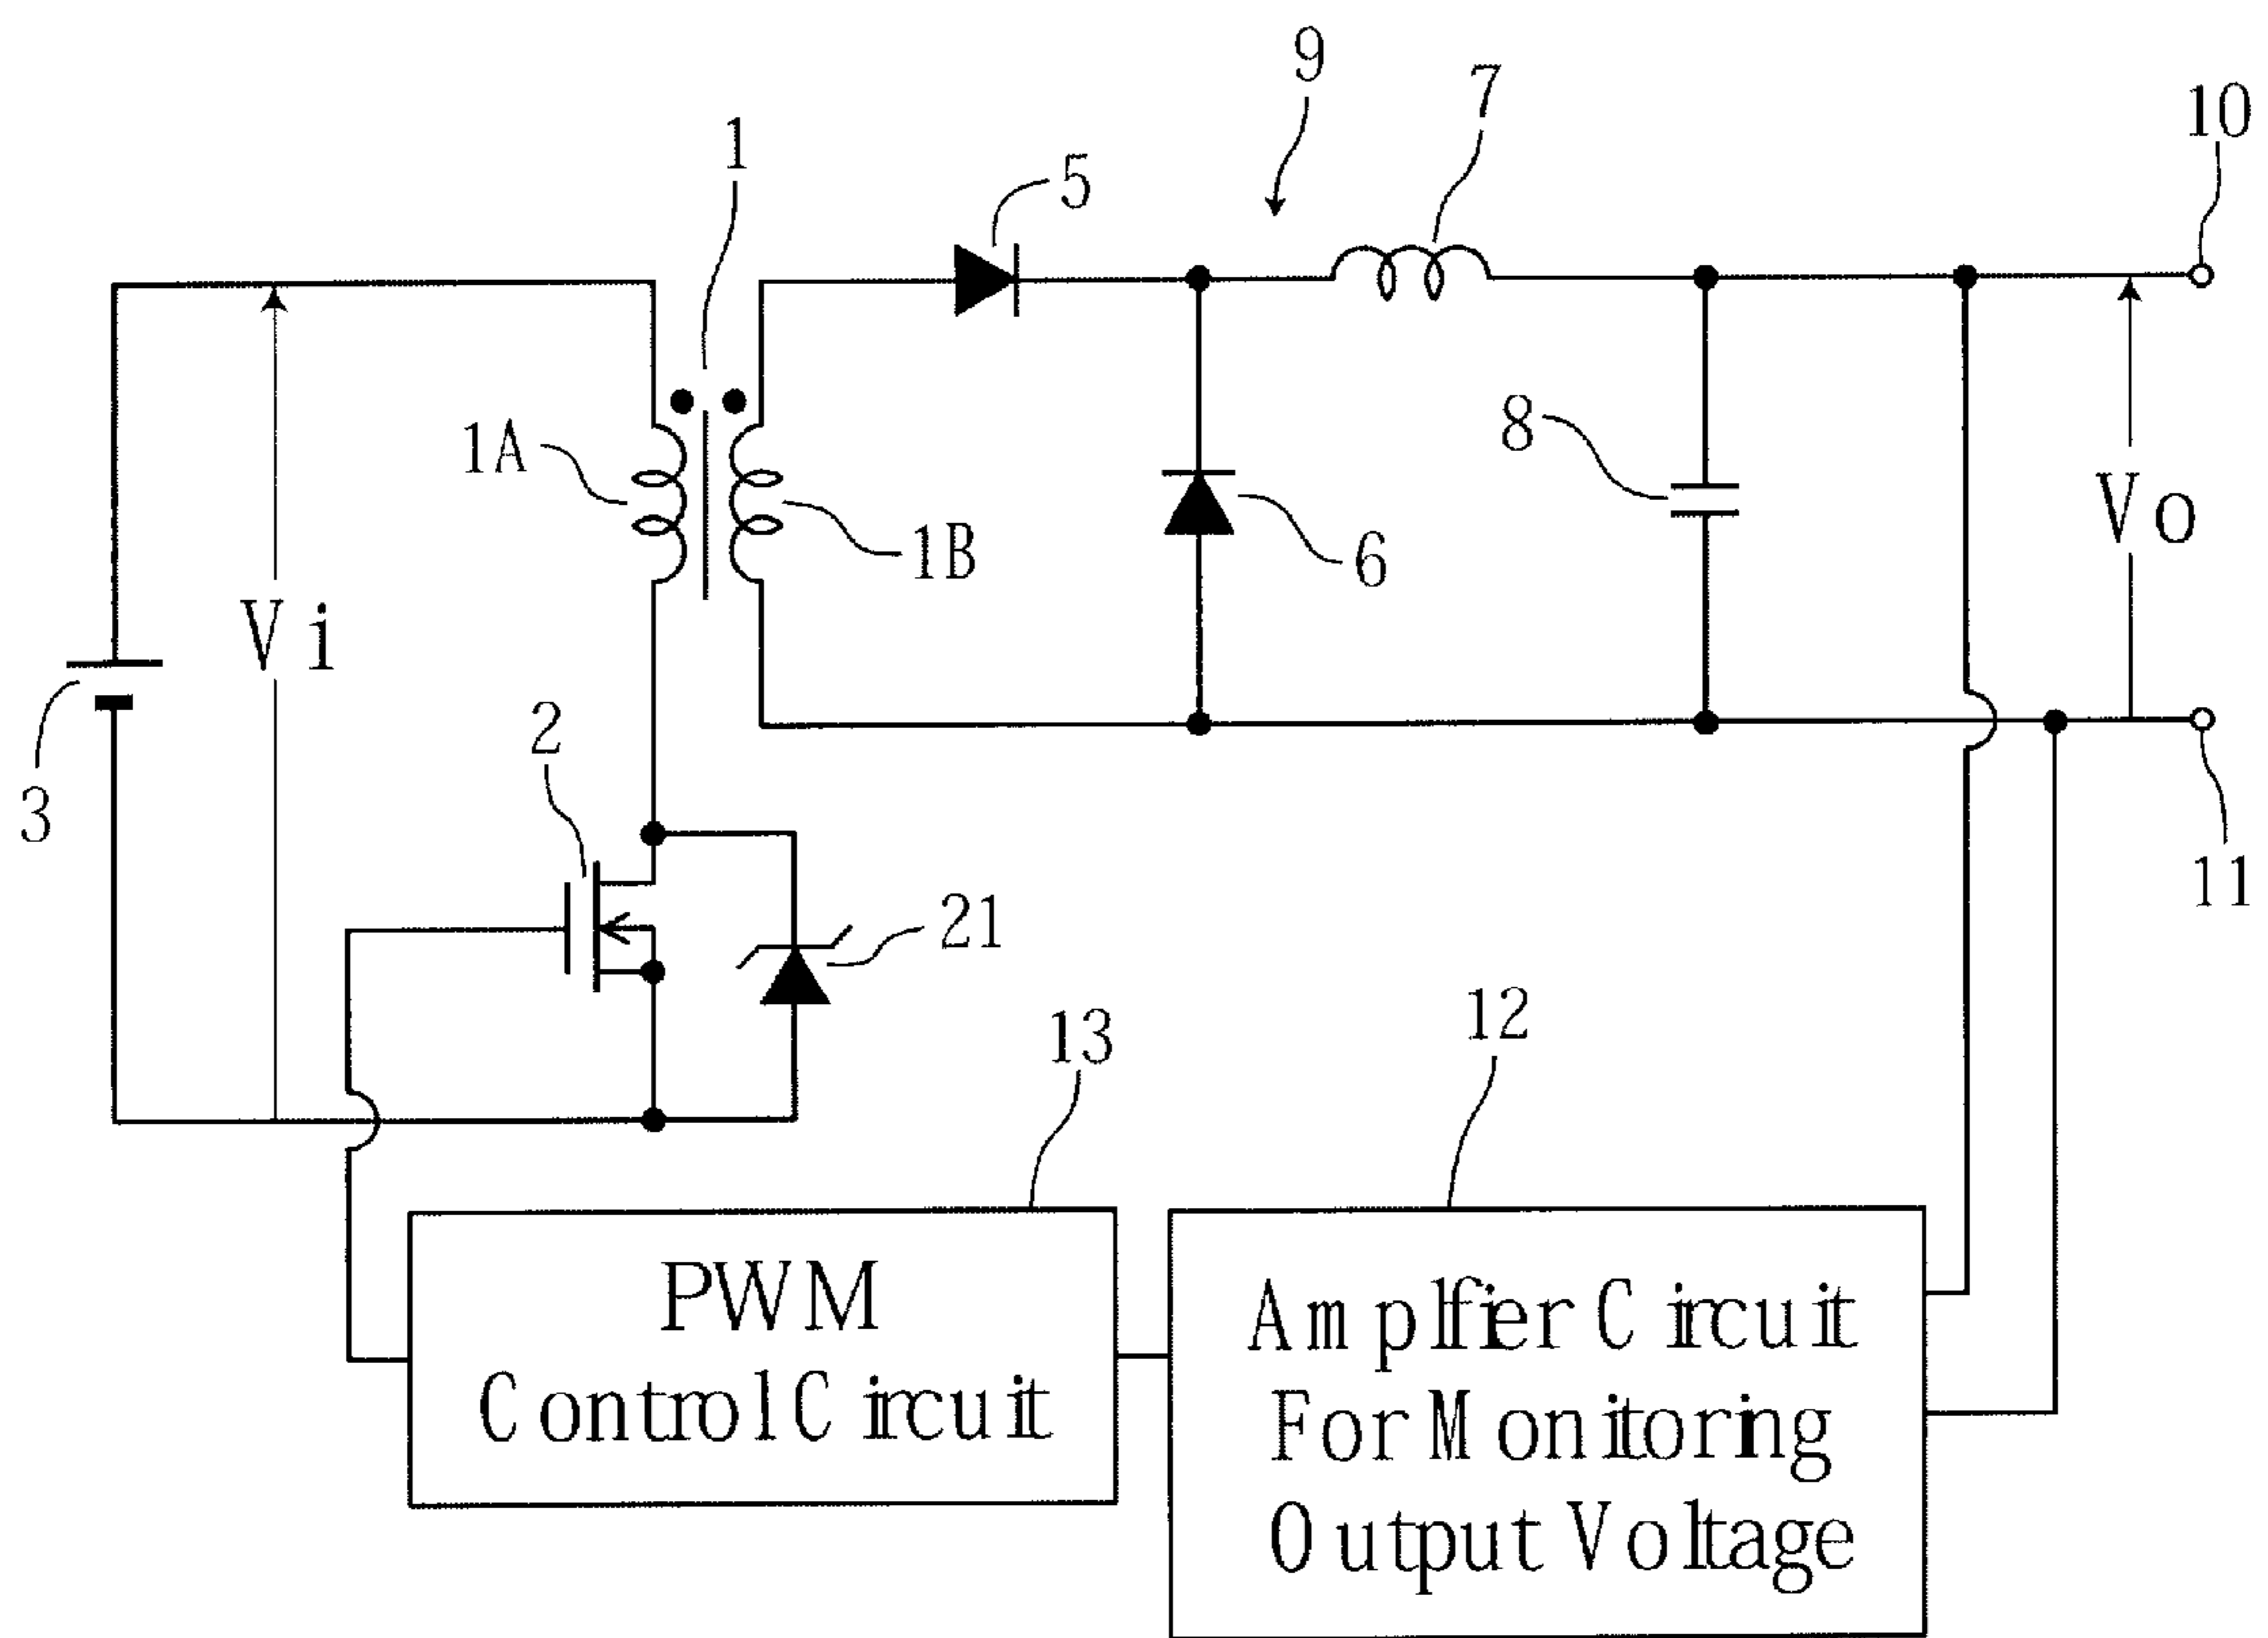 9
7
10
1
5
1A
1B
8
6
Vo
Vi
3
2
21
11
13
12
PWM
Control Circuit
Amplfier Circuit
For Monitoring
Output Voltage